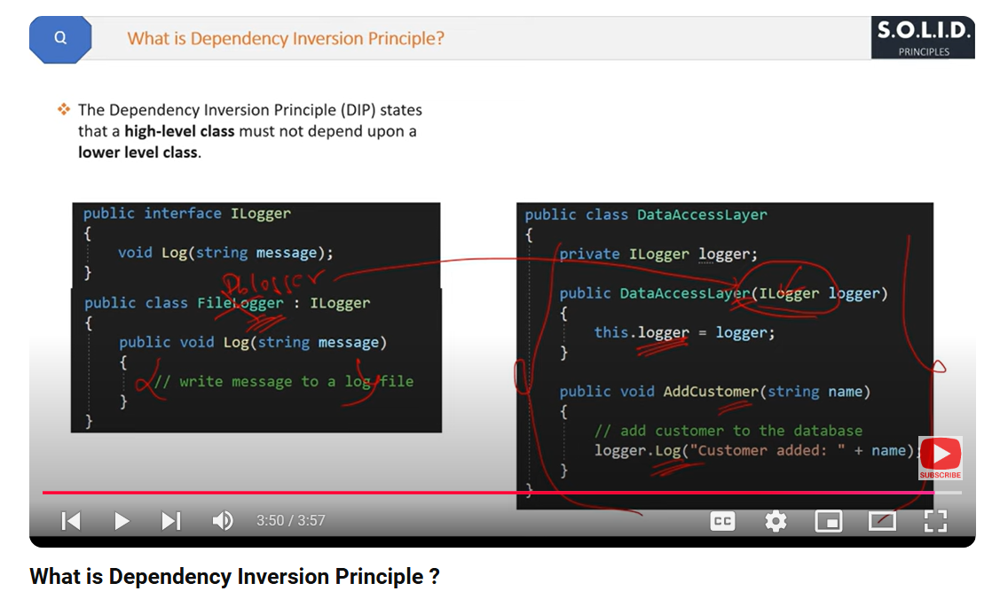 Q
What is Dependency Inversion Principle?
S.O.L.I.D.
PRINCIPLES
❖ The Dependency Inversion Principle (DIP) states
that a high-level class must not depend upon a
lower level class.
public interface ILogger
{
void Log(string message);
}
Dblogger
public class FileLogger : ILogger
{
public void Log(string message)
{
// write message to a log file
}
}
public class DataAccessLayer
{
private ILogger logger;
public DataAccessLayer(ILogger logger)
{
this.logger = logger;
}
public void AddCustomer(string name)
{
// add customer to the database
logger.Log("Customer added: " + name);
}
}
SUBSCRIBE
3:50 / 3:57
CC
What is Dependency Inversion Principle ?